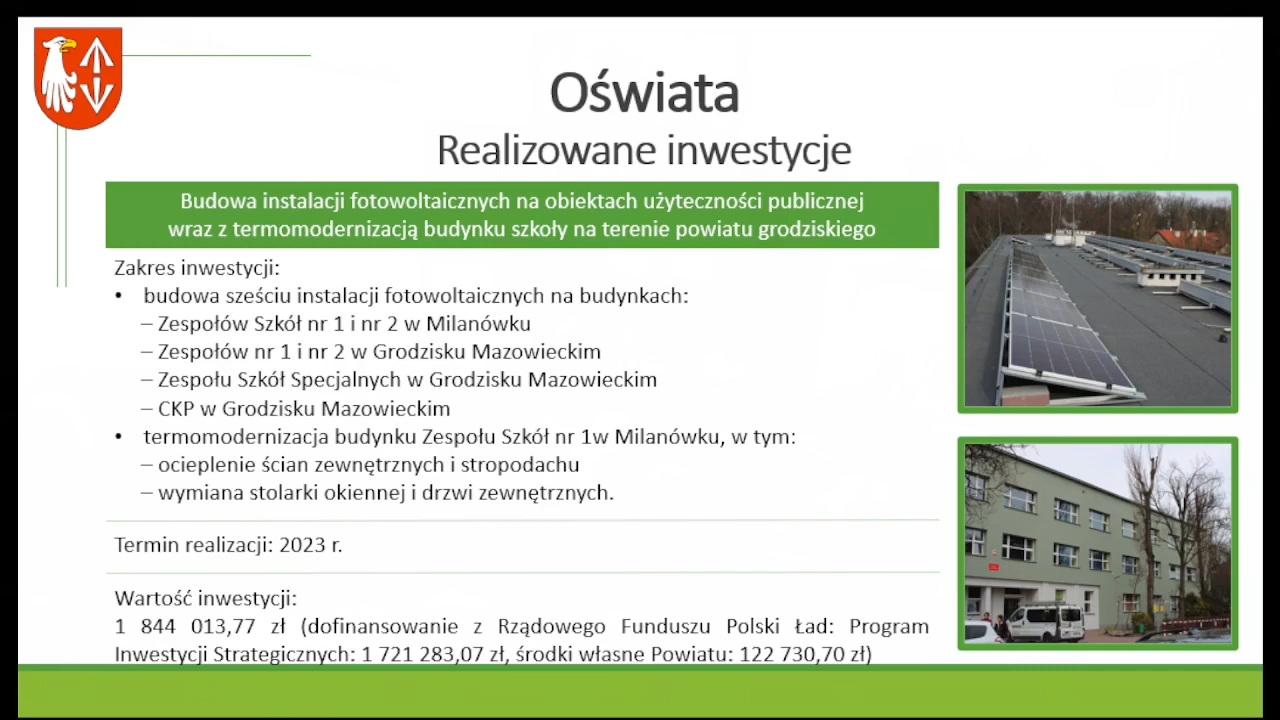 Oświata
Realizowane inwestycje
Budowa instalacji fotowoltaicznych na obiektach użyteczności publicznej
wraz z termomodernizacją budynku szkoły na terenie powiatu grodziskiego
Zakres inwestycji:
• budowa sześciu instalacji fotowoltaicznych na budynkach:
– Zespołów Szkół nr 1 i nr 2 w Milanówku
– Zespołów nr 1 i nr 2 w Grodzisku Mazowieckim
– Zespołu Szkół Specjalnych w Grodzisku Mazowieckim
– CKP w Grodzisku Mazowieckim
• termomodernizacja budynku Zespołu Szkół nr 1w Milanówku, w tym:
– ocieplenie ścian zewnętrznych i stropodachu
– wymiana stolarki okiennej i drzwi zewnętrznych.
Termin realizacji: 2023 r.
Wartość inwestycji:
1 844 013,77 zł (dofinansowanie z Rządowego Funduszu Polski Ład: Program
Inwestycji Strategicznych: 1 721 283,07 zł, środki własne Powiatu: 122 730,70 zł)